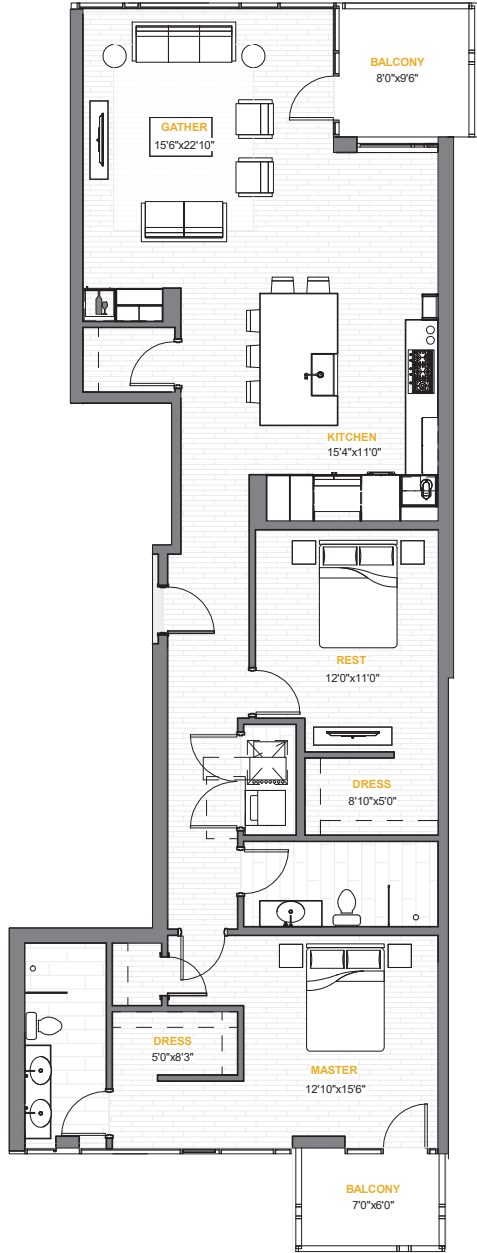 BALCONY
8'0"x9'6"
GATHER
15'6"x22'10"
KITCHEN
15'4"x11'0"
REST
12'0"x11'0"
DRESS
8'10"x5'0"
DRESS
5'0"x8'3"
MASTER
12'10"x15'6"
BALCONY
7'0"x6'0"